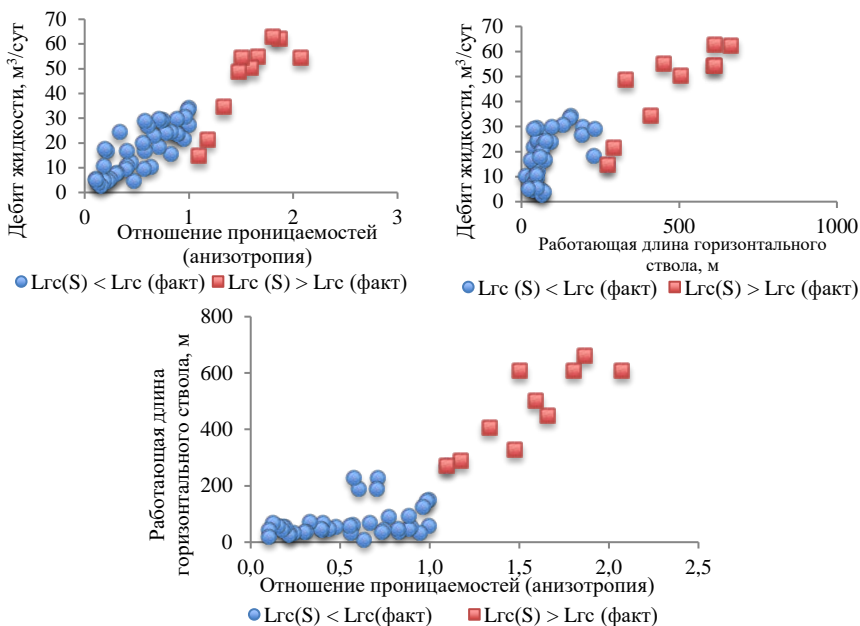 Дебит жидкости, м³/сут
70
60
50
40
30
20
10
0
0
1
2
3
Отношение проницаемостей
(анизотропия)
Lгс(S) < Lгс (факт)
Lгс (S) > Lгс (факт)
Дебит жидкости, м³/сут
70
60
50
40
30
20
10
0
0
500
1000
Работающая длина горизонтального
ствола, м
Lгс (S) < Lгс (факт)
Lгс(S) > Lгс (факт)
Работающая длина
горизонтального ствола, м
800
600
400
200
0
0,0
0,5
1,0
1,5
2,0
2,5
Отношение проницаемостей (анизотропия)
Lгс(S) < Lгс(факт)
Lгс(S) > Lгс (факт)